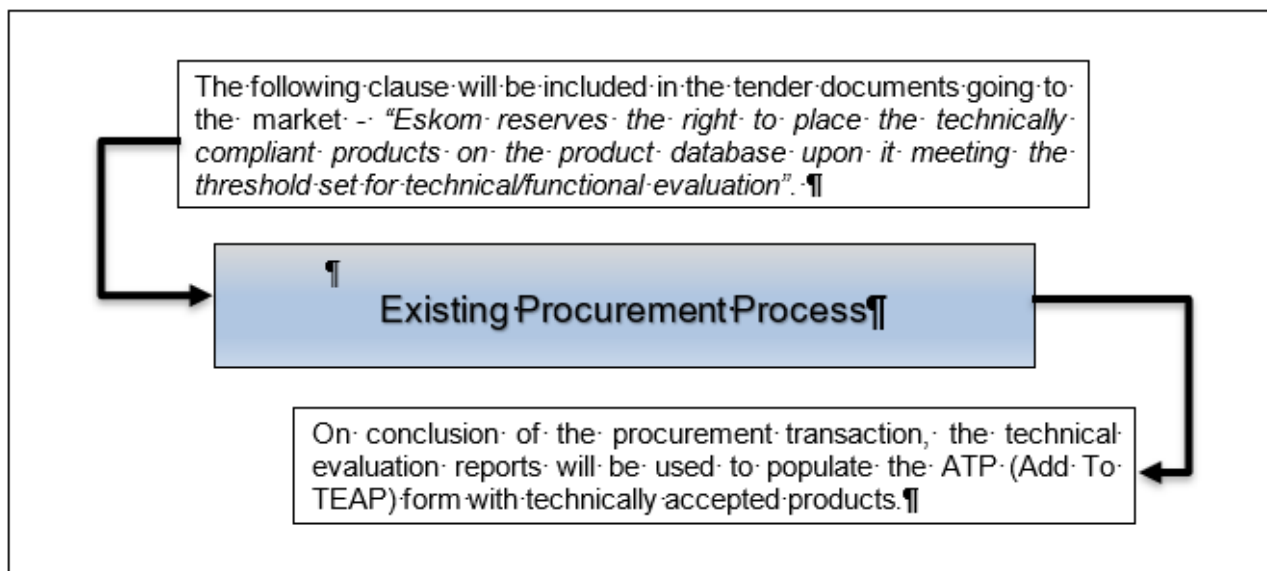 The·following·clause·will·be·included·in·the·tender·documents·going·to·
the· market· -· “Eskom· reserves· the· right· to· place· the· technically·
compliant· products· on· the· product· database· upon· it· meeting· the·
threshold·set·for·technical/functional·evaluation”.·¶
¶
Existing·Procurement·Process¶
On· conclusion· of· the· procurement· transaction,· the· technical·
evaluation· reports· will· be· used· to· populate· the· ATP· (Add· To·
TEAP)·form·with·technically·accepted·products.¶